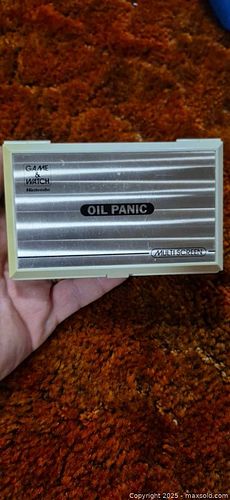 GAME
&
WATCH
Nintendo
OIL PANIC
MULTI SCREEN
Copyright © 2025 - maxsold.com